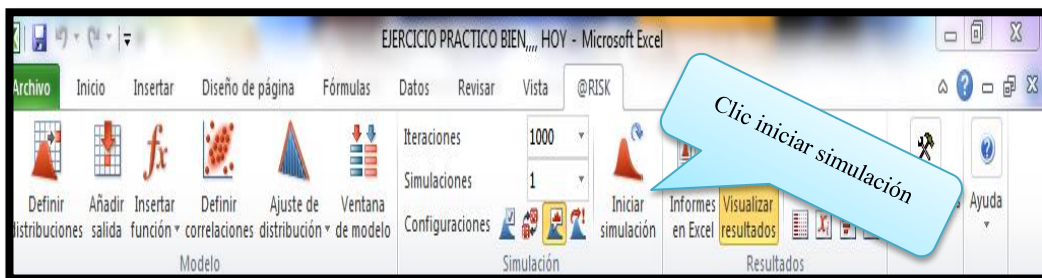 EJERCICIO PRACTICO BIEN,,,, HOY - Microsoft Excel
Archivo Inicio Insertar Diseño de página Fórmulas Datos Revisar Vista @RISK
Definir distribuciones
Añadir salida
Insertar función
Definir correlaciones
Ajuste de distribución
Ventana de modelo
Modelo
Iteraciones 1000
Simulaciones 1
Configuraciones
Iniciar simulación
Simulación
Clic iniciar simulación
Informes en Excel
Visualizar resultados
Resultados
Ayuda